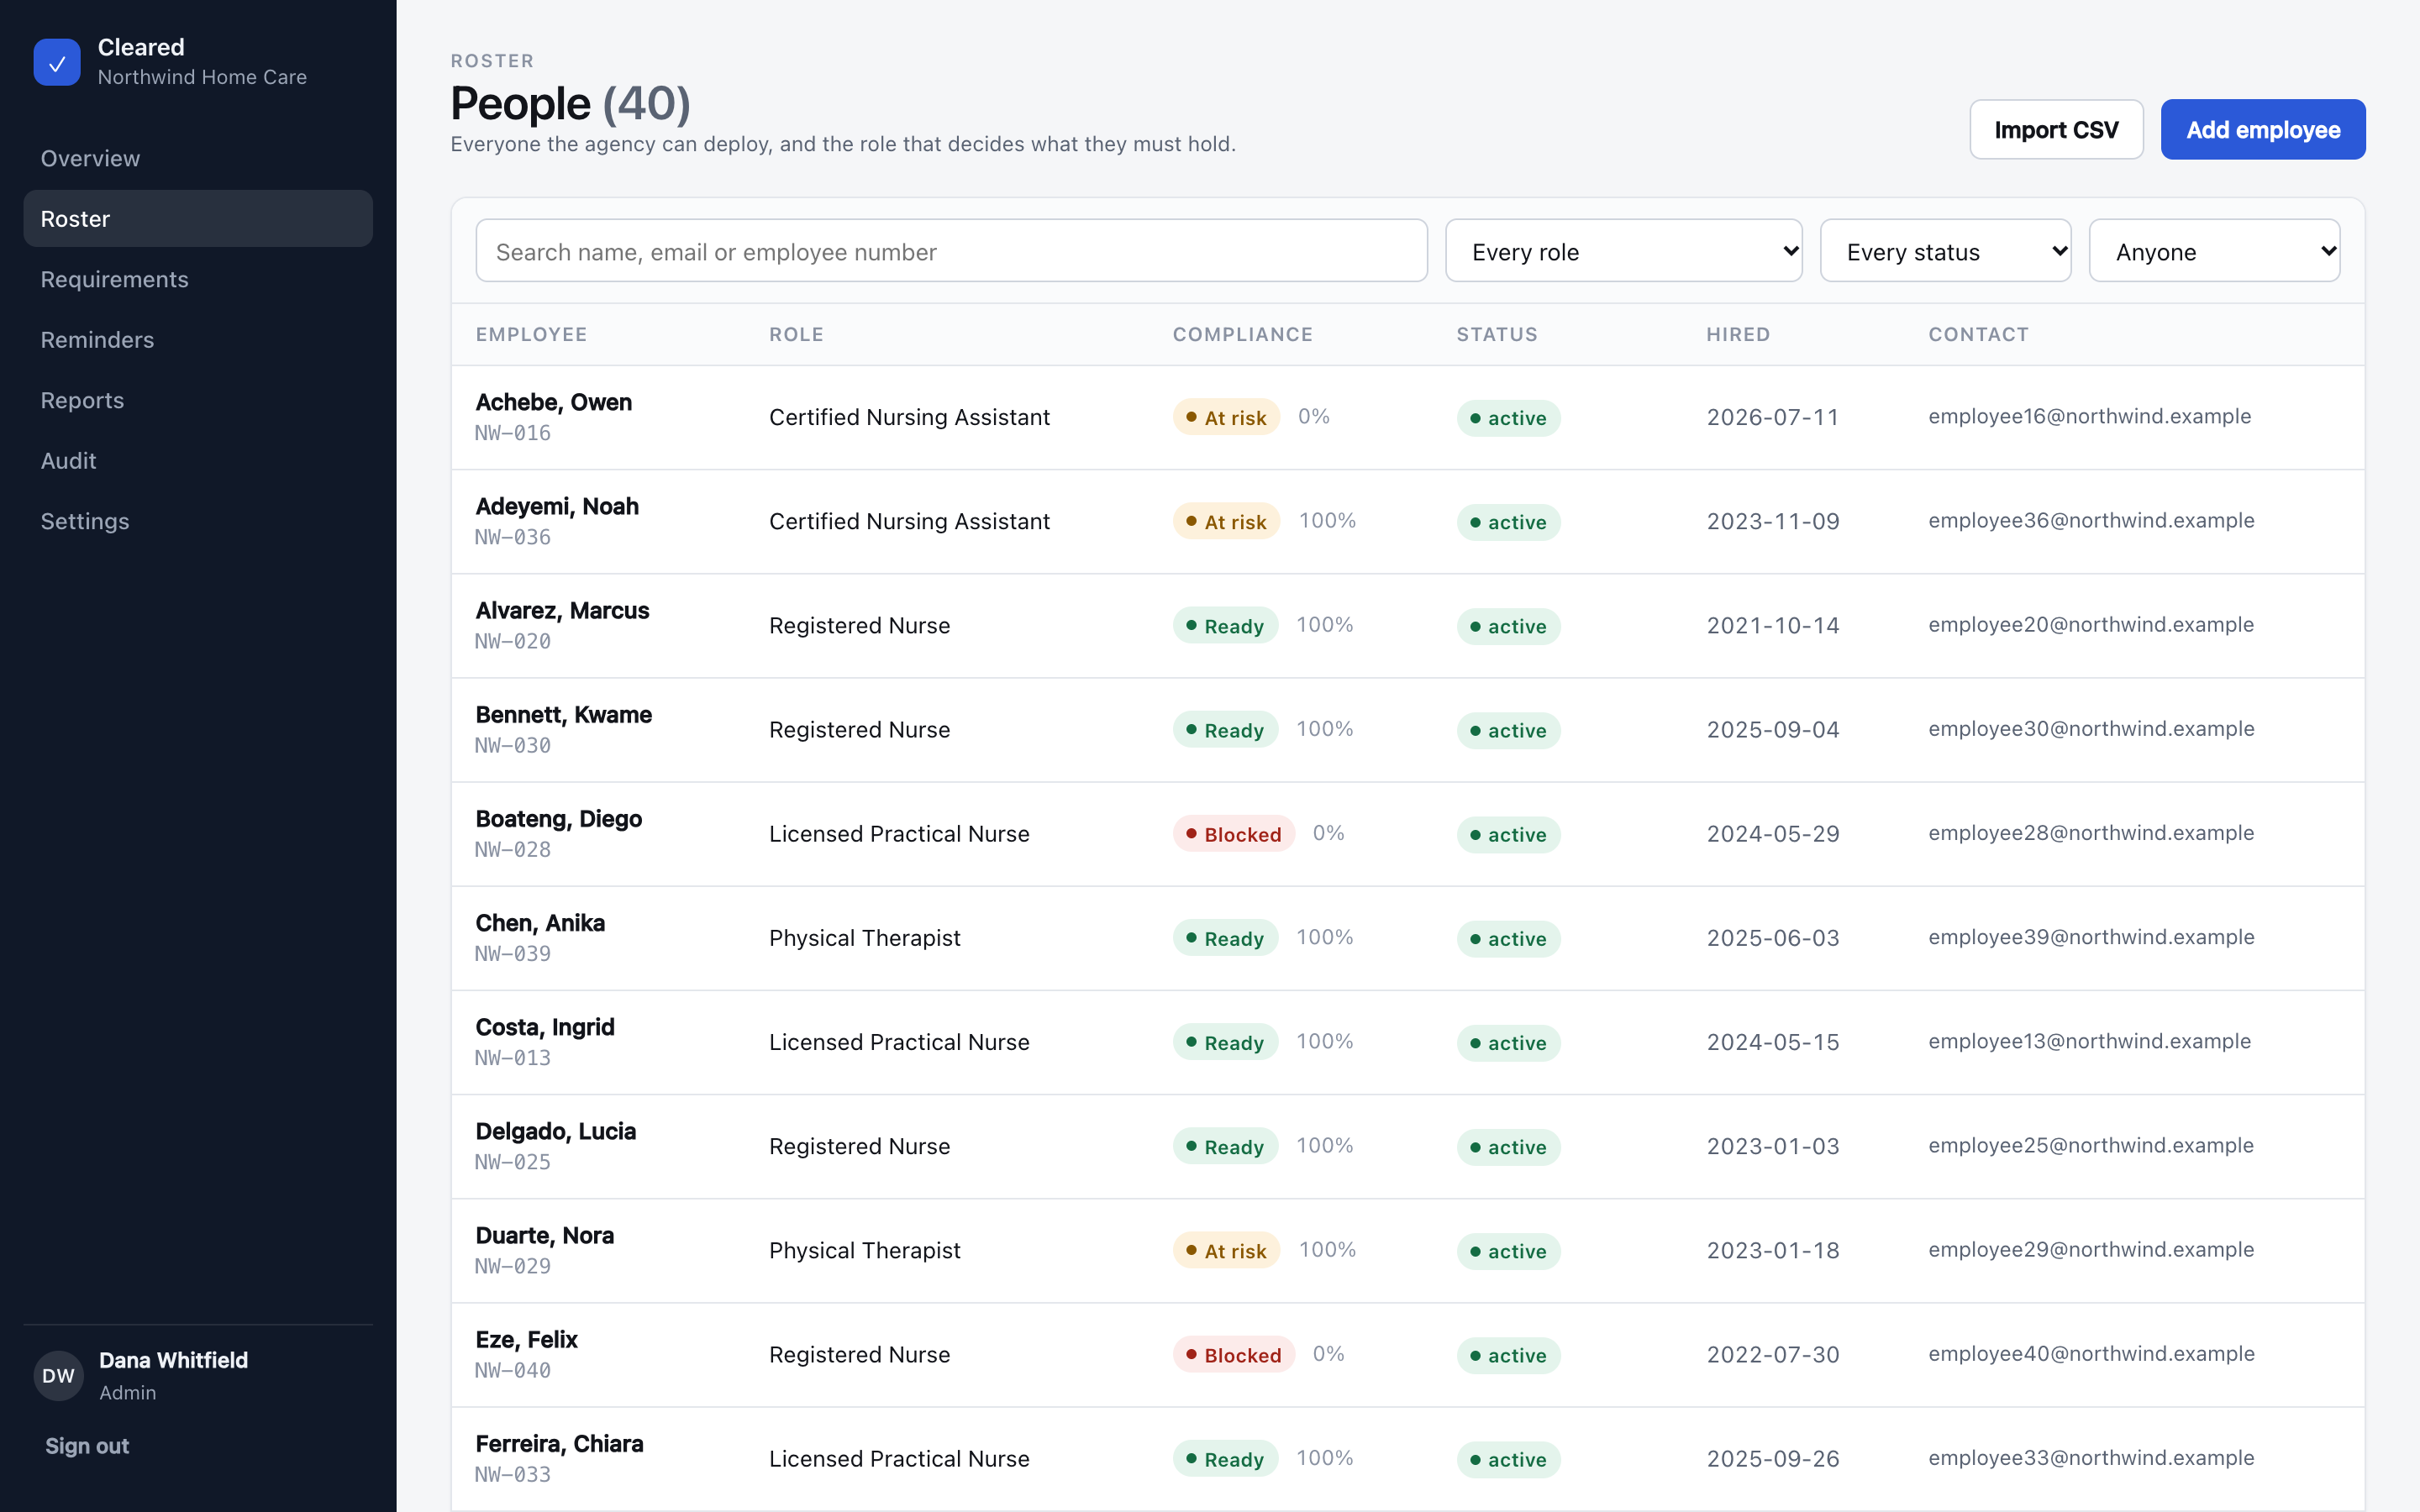 Cleared
Northwind Home Care
Overview
Roster
Requirements
Reminders
Reports
Audit
Settings
DW
Dana Whitfield
Admin
Sign out
ROSTER
People (40)
Everyone the agency can deploy, and the role that decides what they must hold.
Import CSV
Add employee
Search name, email or employee number
Every role
Every status
Anyone
EMPLOYEE ROLE COMPLIANCE STATUS HIRED CONTACT
Achebe, Owen
NW-016
Certified Nursing Assistant At risk 0% active 2026-07-11 employee16@northwind.example
Adeyemi, Noah
NW-036
Certified Nursing Assistant At risk 100% active 2023-11-09 employee36@northwind.example
Alvarez, Marcus
NW-020
Registered Nurse Ready 100% active 2021-10-14 employee20@northwind.example
Bennett, Kwame
NW-030
Registered Nurse Ready 100% active 2025-09-04 employee30@northwind.example
Boateng, Diego
NW-028
Licensed Practical Nurse Blocked 0% active 2024-05-29 employee28@northwind.example
Chen, Anika
NW-039
Physical Therapist Ready 100% active 2025-06-03 employee39@northwind.example
Costa, Ingrid
NW-013
Licensed Practical Nurse Ready 100% active 2024-05-15 employee13@northwind.example
Delgado, Lucia
NW-025
Registered Nurse Ready 100% active 2023-01-03 employee25@northwind.example
Duarte, Nora
NW-029
Physical Therapist At risk 100% active 2023-01-18 employee29@northwind.example
Eze, Felix
NW-040
Registered Nurse Blocked 0% active 2022-07-30 employee40@northwind.example
Ferreira, Chiara
NW-033
Licensed Practical Nurse Ready 100% active 2025-09-26 employee33@northwind.example